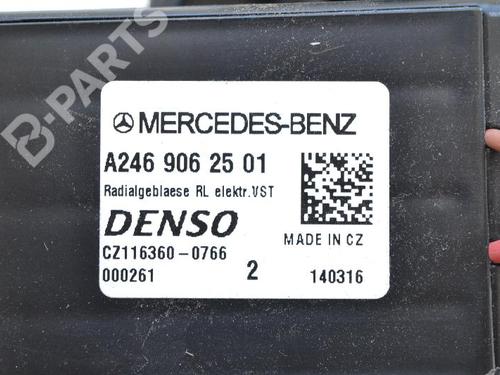 B-PARTS
MERCEDES-BENZ
A246 906 25 01
Radialgeblaese RL elektr.VST
DENSO
MADE IN CZ
CZ116360-0766
000261 2 140316